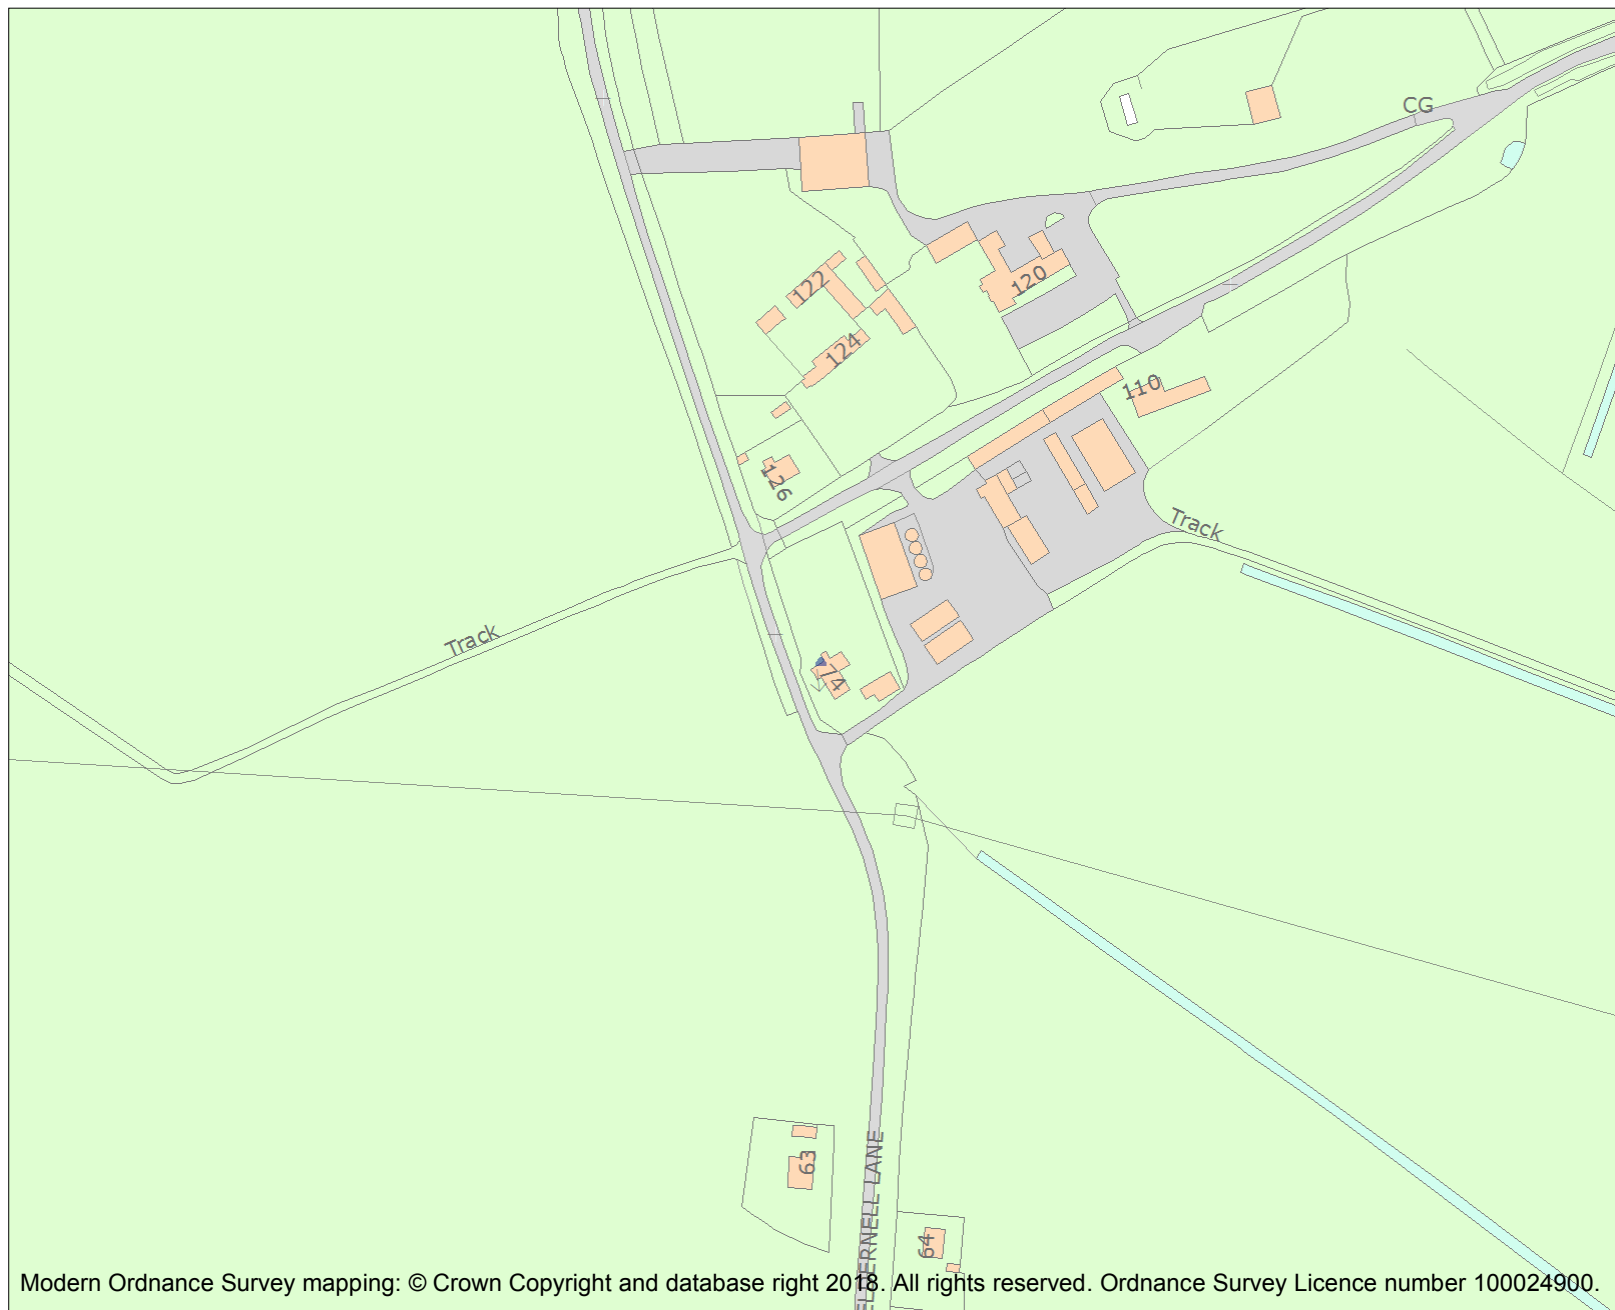 CG
120
122
124
110
126
Track
Track
74
63
ERNELL LANE
64
Modern Ordnance Survey mapping: © Crown Copyright and database right 2018. All rights reserved. Ordnance Survey Licence number 100024900.